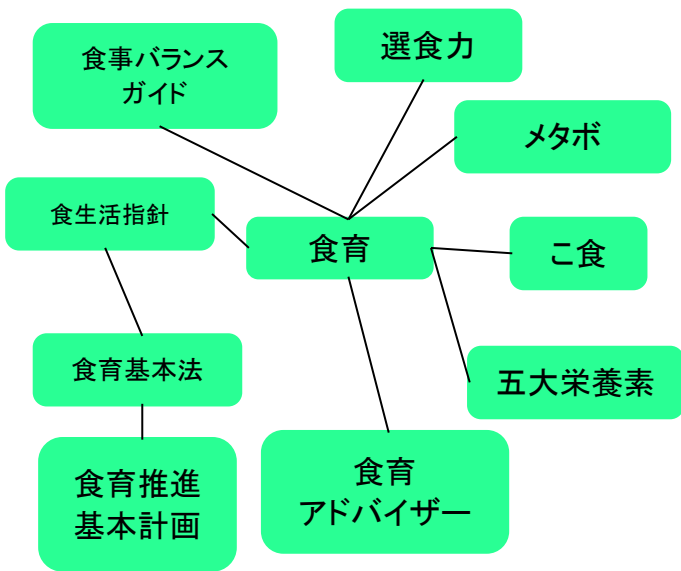 食事バランス
ガイド
選食力
メタボ
食生活指針
食育
こ食
食育基本法
五大栄養素
食育推進
基本計画
食育
アドバイザー